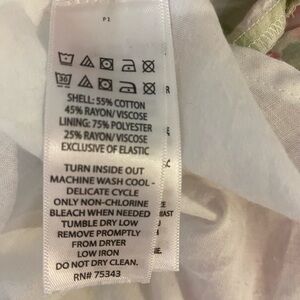 P1
30
SHELL: 55% COTTON
45% RAYON/VISCOSE
LINING: 75% POLYESTER
25% RAYON/VISCOSE
EXCLUSIVE OF ELASTIC
TURN INSIDE OUT
MACHINE WASH COOL -
DELICATE CYCLE
ONLY NON-CHLORINE
BLEACH WHEN NEEDED
TUMBLE DRY LOW
REMOVE PROMPTLY
FROM DRYER
LOW IRON
DO NOT DRY CLEAN.
RN# 75343